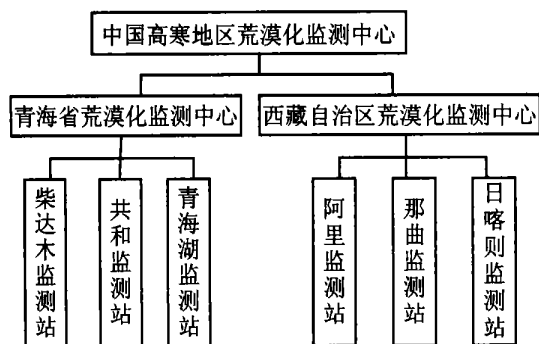 中国高寒地区荒漠化监测中心
青海省荒漠化监测中心
西藏自治区荒漠化监测中心
柴达木监测站
共和监测站
青海湖监测站
阿里监测站
那曲监测站
日喀则监测站